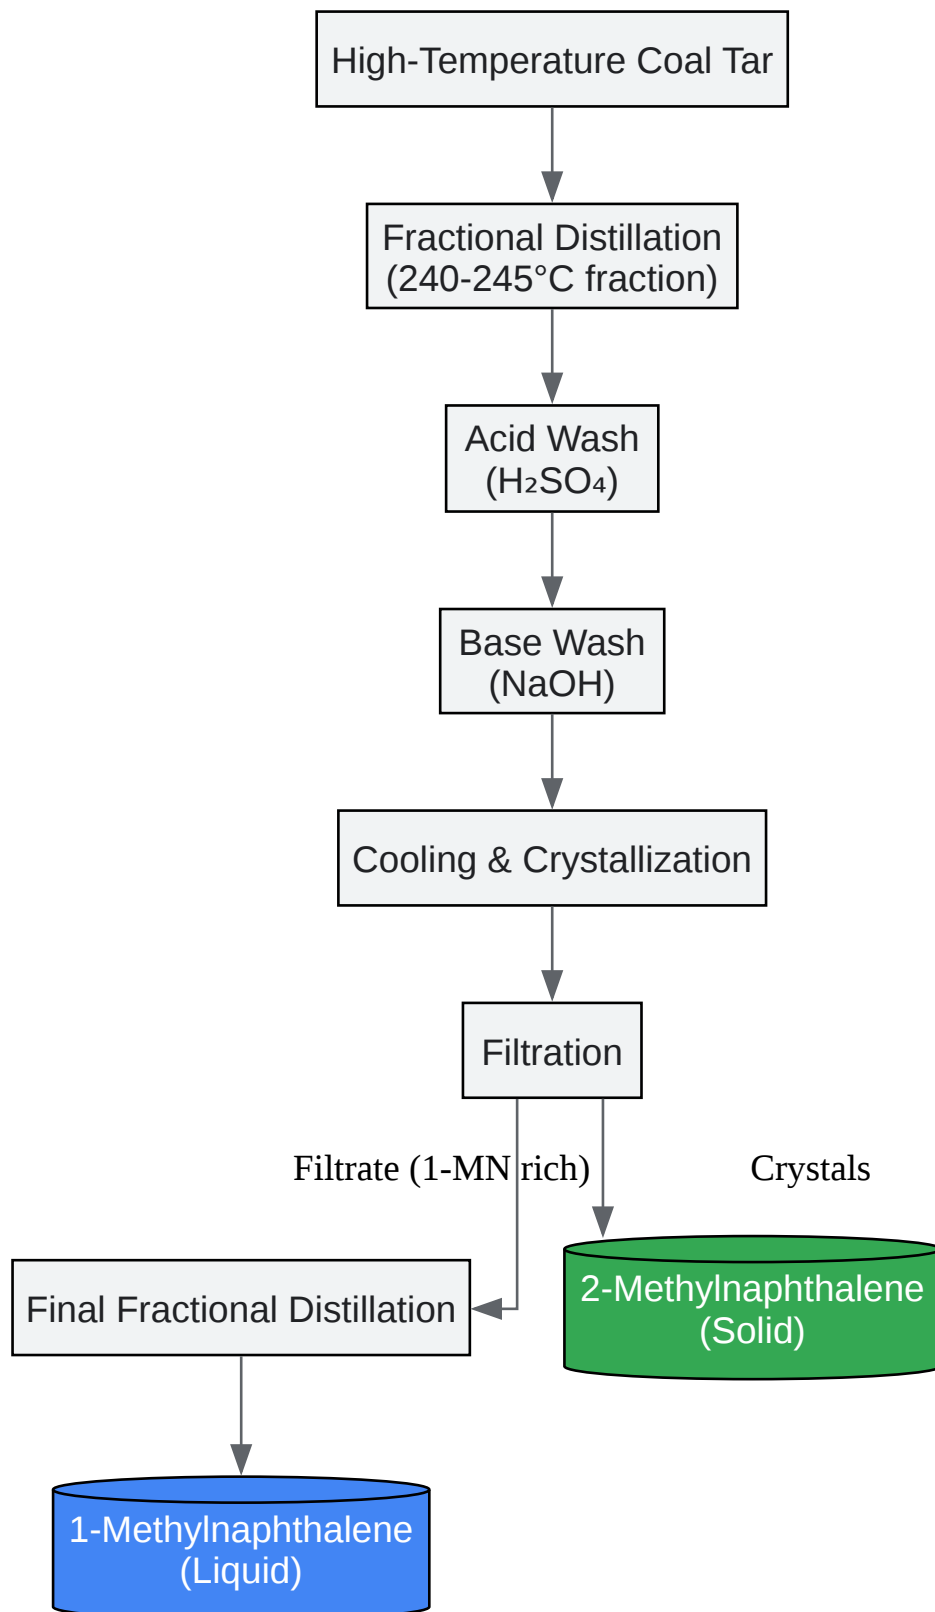 High-Temperature Coal Tar
Fractional Distillation
(240-245°C fraction)
Acid Wash
(H₂SO₄)
Base Wash
(NaOH)
Cooling & Crystallization
Filtration
Filtrate (1-MN rich)
Crystals
2-Methylnaphthalene
(Solid)
Final Fractional Distillation
1-Methylnaphthalene
(Liquid)